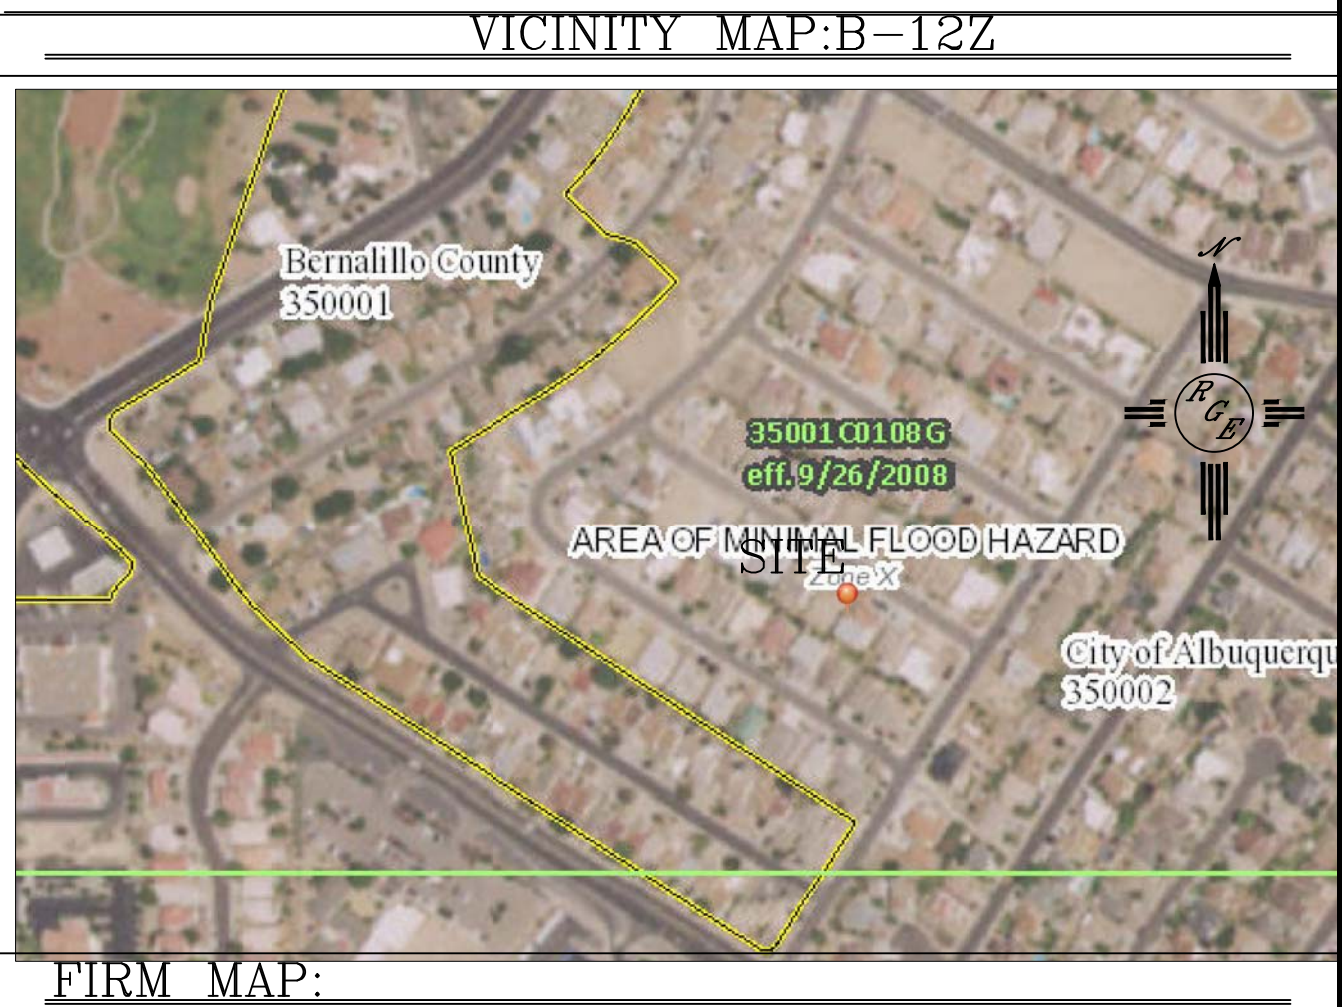 VICINITY MAP:B-12Z
N
Bernalillo County
350001
R
G
E
35001C0108G
eff. 9/26/2008
AREA OF MINIMAL FLOOD HAZARD
SITE
Zone X
City of Albuquerqu
350002
FIRM MAP: